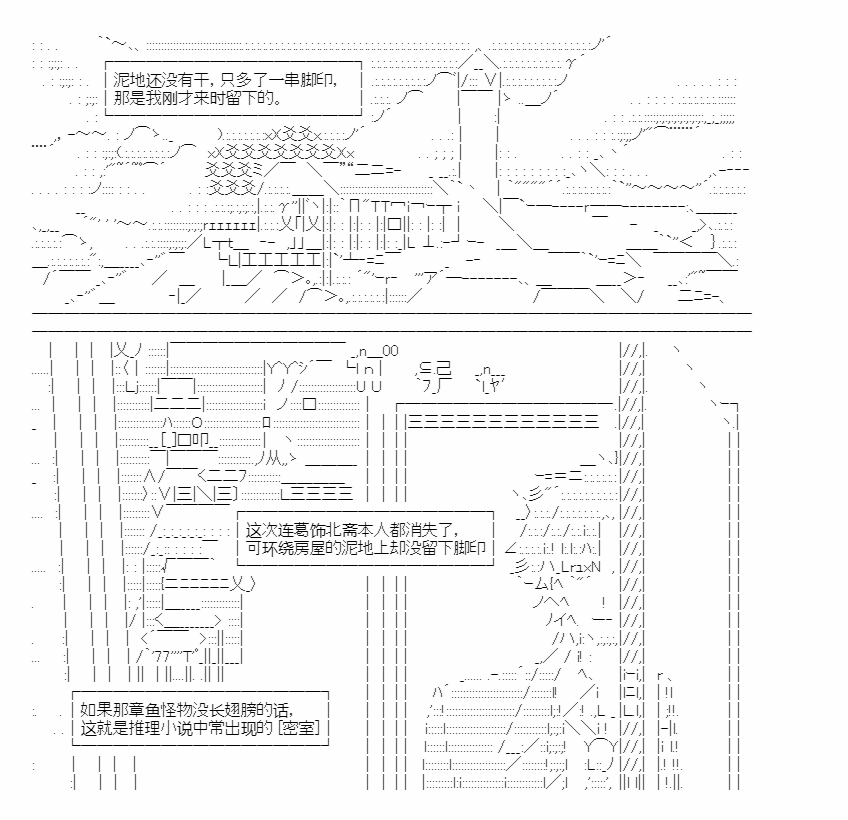 泥地还没有干，只多了一串脚印，
那是我刚才来时留下的。
这次连葛饰北斋本人都消失了，
可环绕房屋的泥地上却没留下脚印
如果那章鱼怪物没长翅膀的话，
这就是推理小说中常出现的[密室]